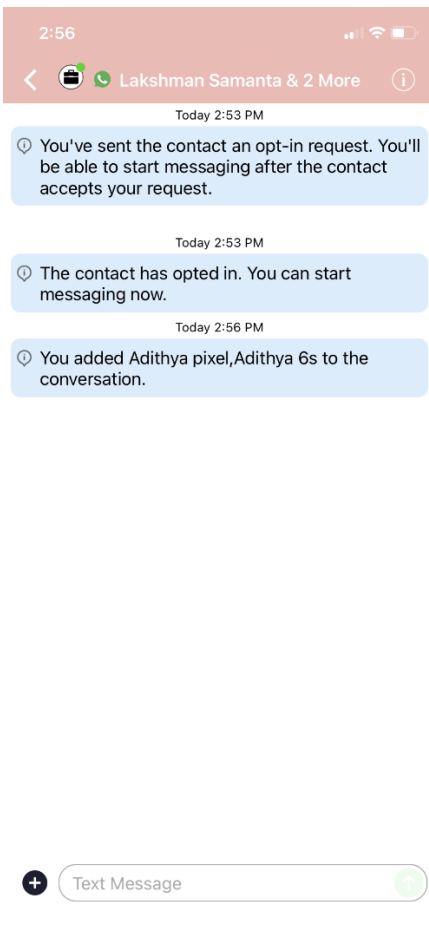 2:56
Lakshman Samanta & 2 More
Today 2:53 PM
You've sent the contact an opt-in request. You'll
be able to start messaging after the contact
accepts your request.
Today 2:53 PM
The contact has opted in. You can start
messaging now.
Today 2:56 PM
You added Adithya pixel,Adithya 6s to the
conversation.
Text Message